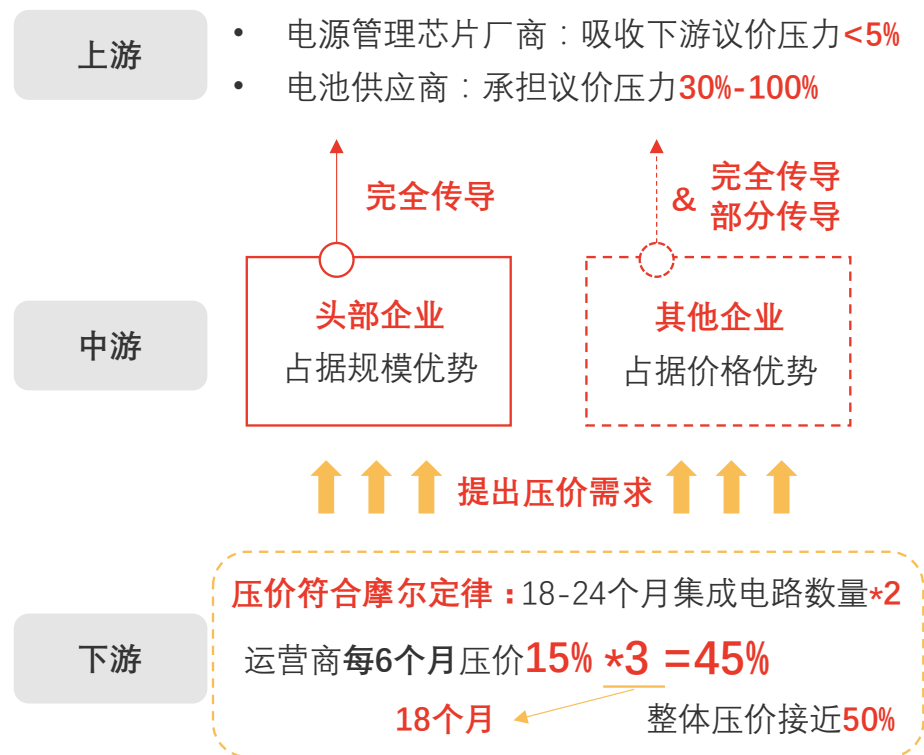 上游
• 电源管理芯片厂商：吸收下游议价压力<5%
• 电池供应商：承担议价压力30%-100%
完全传导
& 完全传导
部分传导
中游
头部企业
占据规模优势
其他企业
占据价格优势
提出压价需求
下游
压价符合摩尔定律：18-24个月集成电路数量*2
运营商每6个月压价15% *3 =45%
18个月
整体压价接近50%